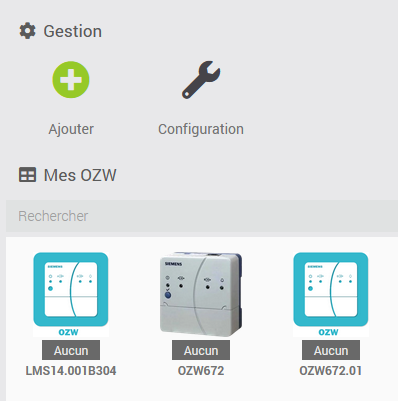 Gestion
Ajouter
Configuration
Mes OZW
Rechercher
SIEMENS
SIEMENS
SIEMENS
OZW
OZW
Aucun
Aucun
Aucun
LMS14.001B304
OZW672
OZW672.01